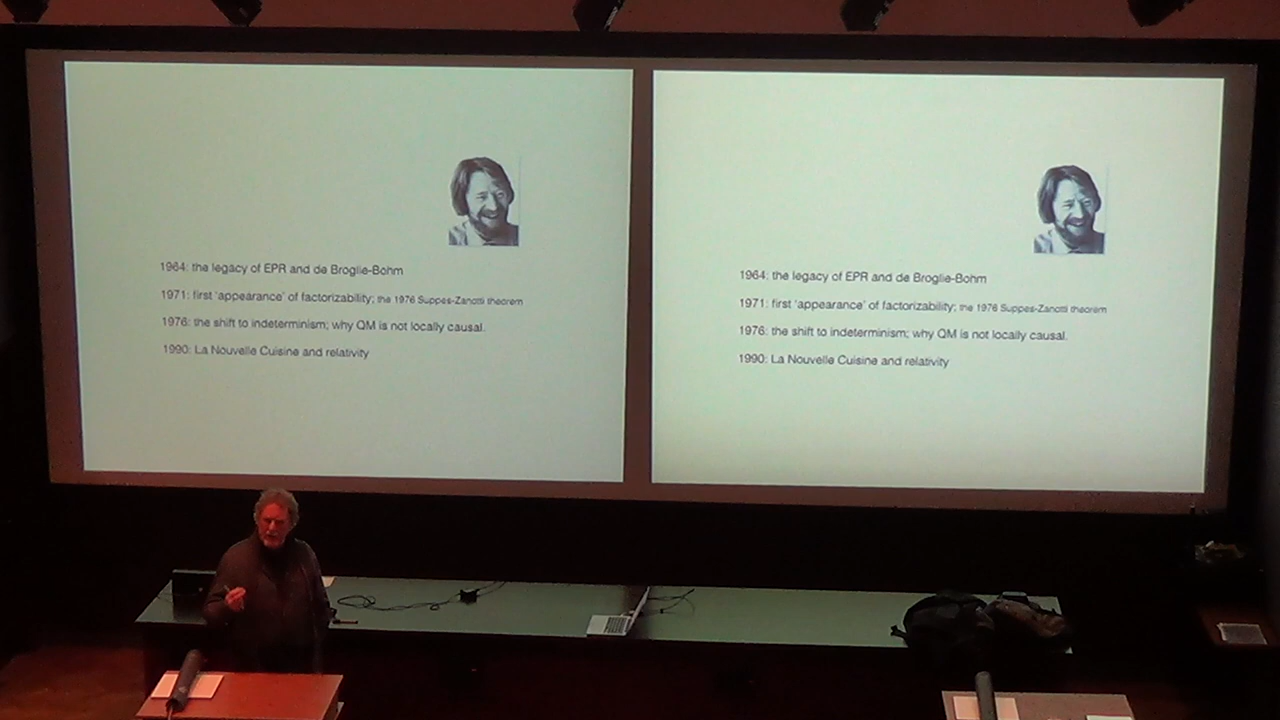 1964: the legacy of EPR and de Broglie-Bohm
1971: first 'appearance' of factorizability; the 1976 Suppes-Zanotti theorem
1976: the shift to indeterminism; why QM is not locally causal.
1990: La Nouvelle Cuisine and relativity
1964: the legacy of EPR and de Broglie-Bohm
1971: first 'appearance' of factorizability; the 1976 Suppes-Zanotti theorem
1976: the shift to indeterminism; why QM is not locally causal.
1990: La Nouvelle Cuisine and relativity